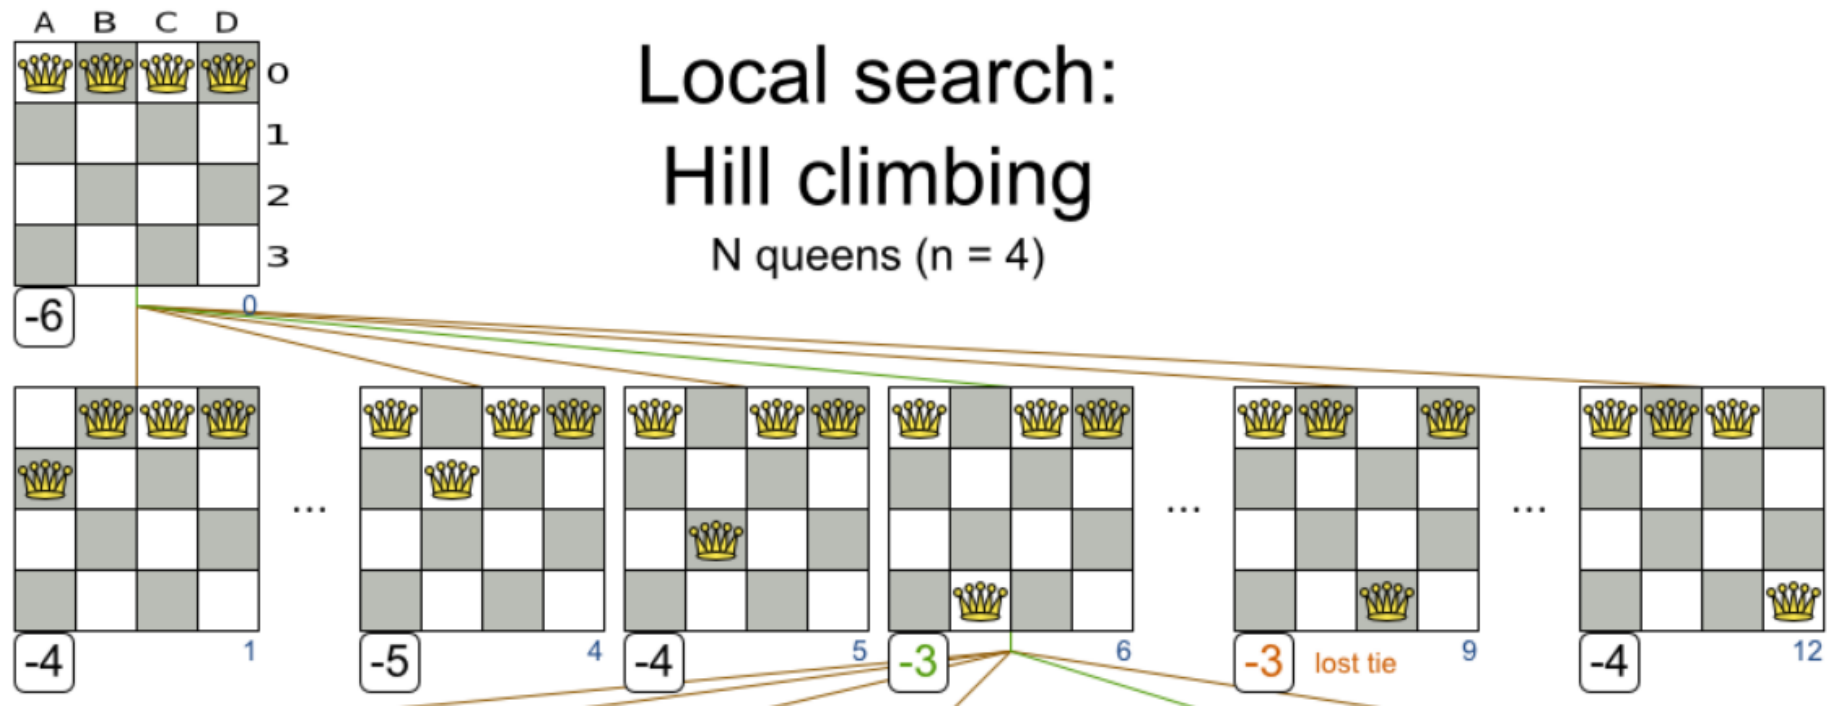 A B C D
0
1
2
3
Local search:
Hill climbing
N queens (n = 4)
-6
0
... ... ...
-4 1
-5 4
-4 5
-3 6
-3 lost tie 9
-4 12